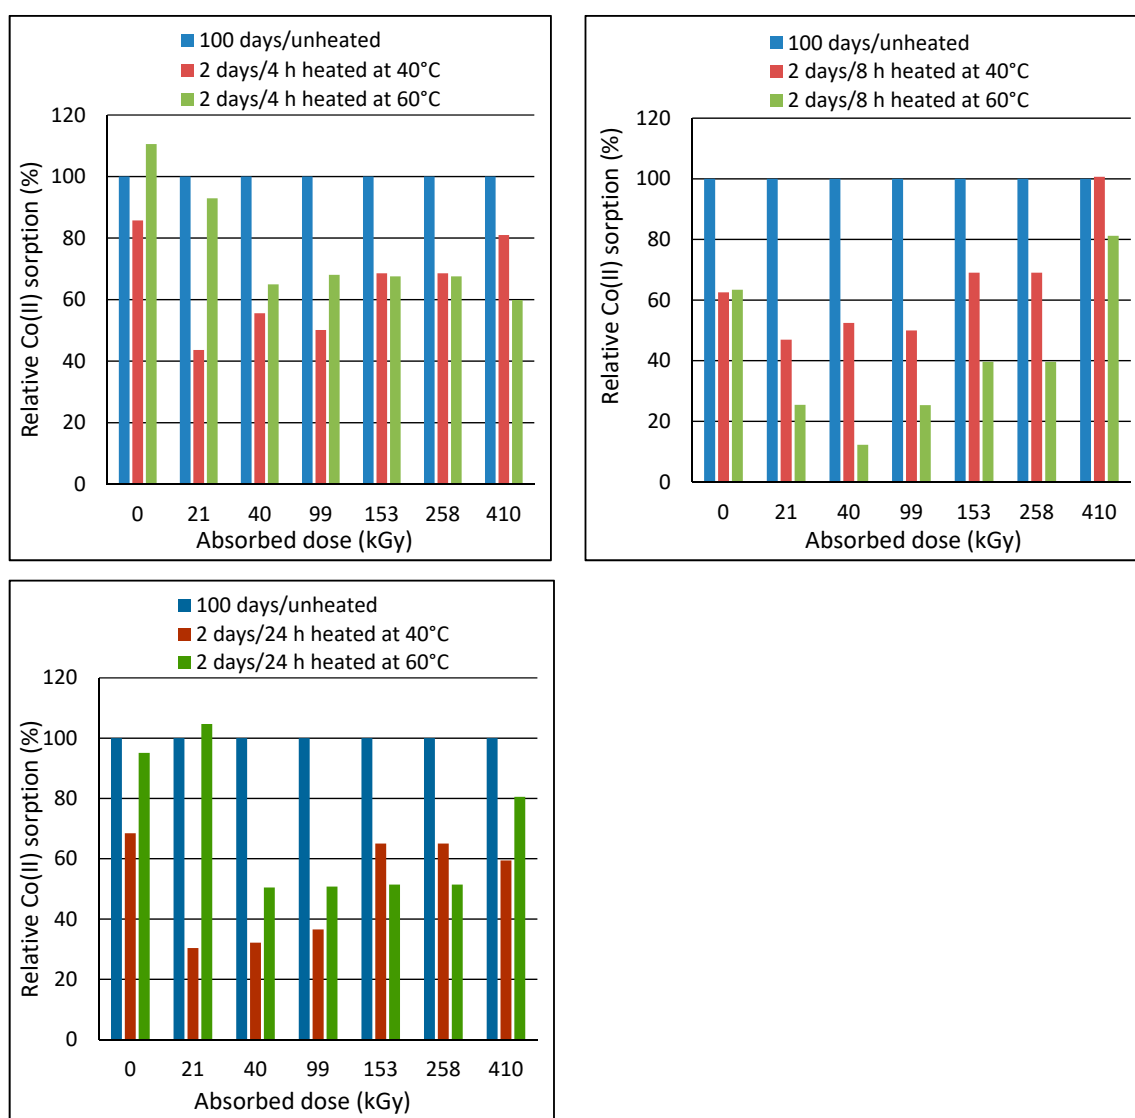 100 days/unheated
2 days/4 h heated at 40°C
2 days/4 h heated at 60°C
Relative Co(II) sorption (%)
120
100
80
60
40
20
0
0 21 40 99 153 258 410
Absorbed dose (kGy)
100 days/unheated
2 days/8 h heated at 40°C
2 days/8 h heated at 60°C
Relative Co(II) sorption (%)
120
100
80
60
40
20
0
0 21 40 99 153 258 410
Absorbed dose (kGy)
100 days/unheated
2 days/24 h heated at 40°C
2 days/24 h heated at 60°C
Relative Co(II) sorption (%)
120
100
80
60
40
20
0
0 21 40 99 153 258 410
Absorbed dose (kGy)